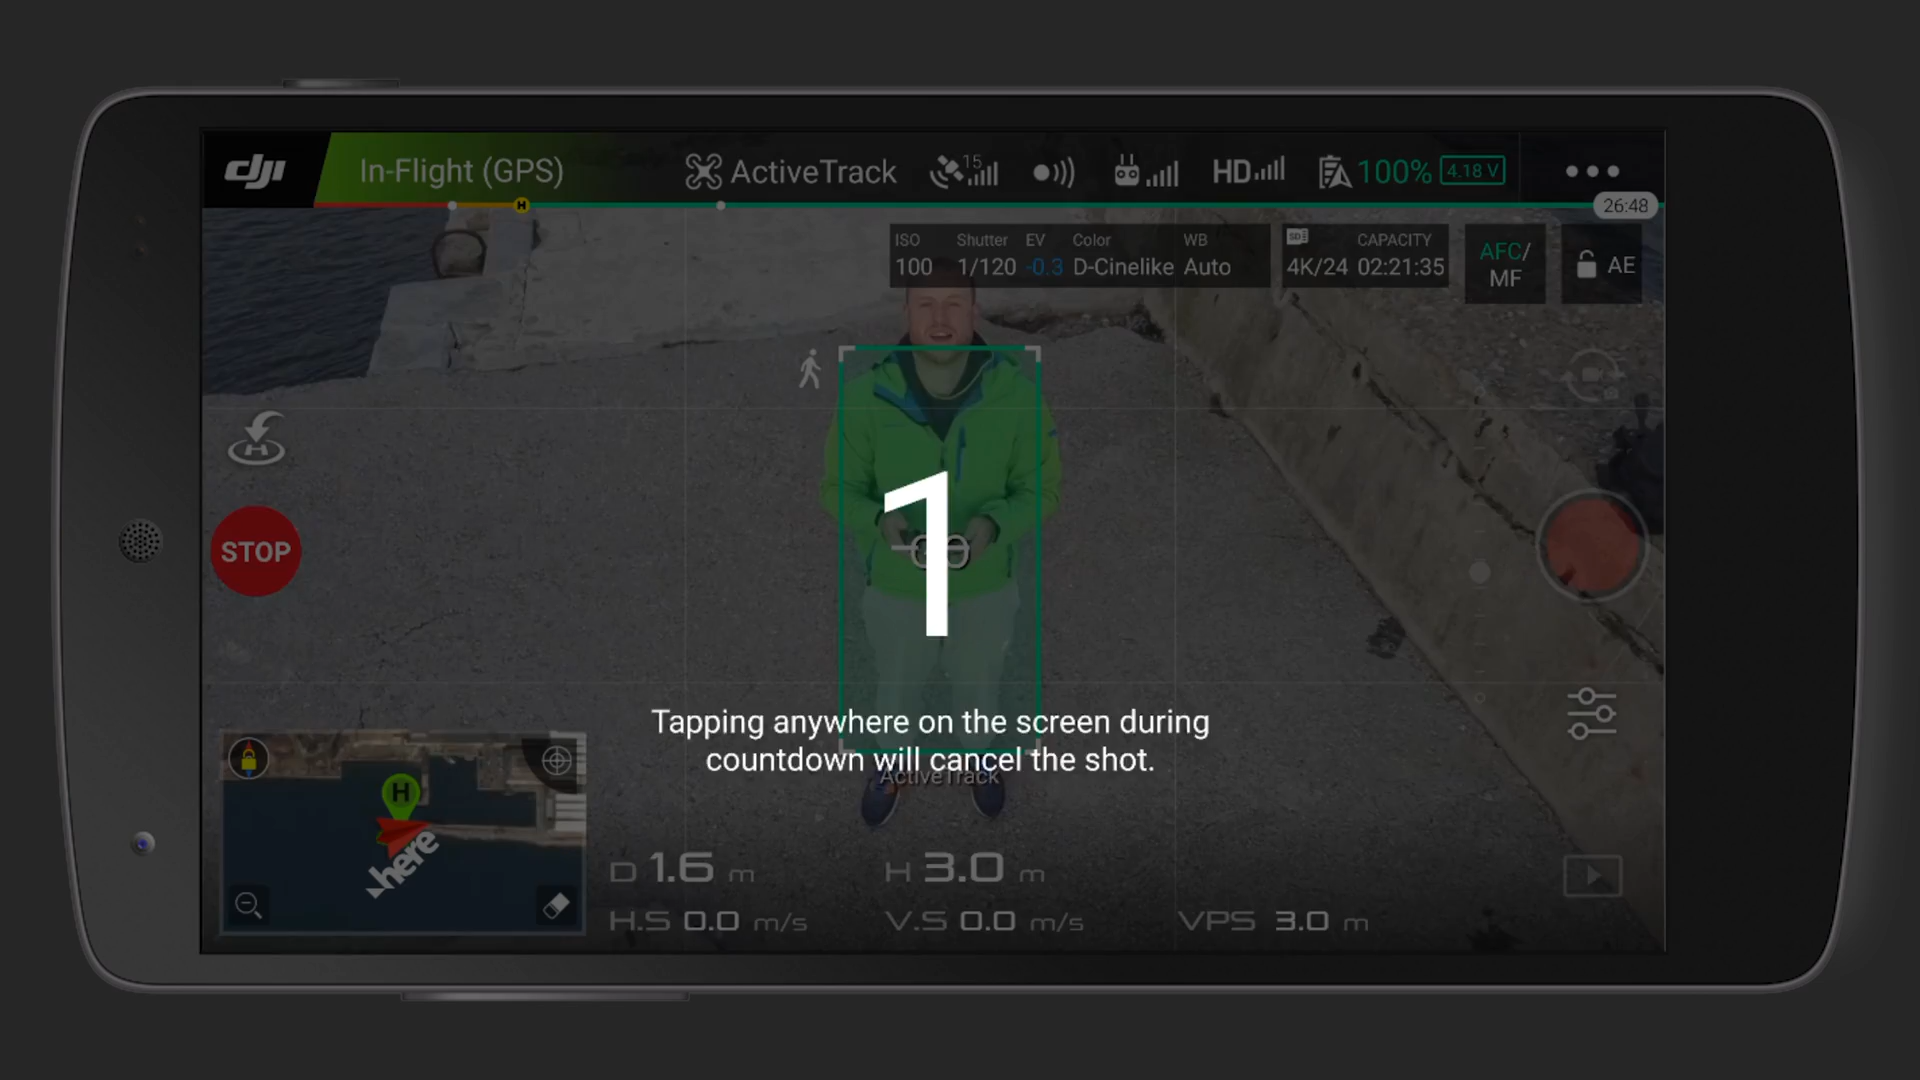 dji In-Flight (GPS) ActiveTrack 15 HD 100% 4.18 V
H
26:48
ISO Shutter EV Color WB
100 1/120 -0.3 D-Cinelike Auto
SD CAPACITY
4K/24 02:21:35
AFC/
MF
AE
H
STOP
1
Tapping anywhere on the screen during
countdown will cancel the shot.
ActiveTrack
H
here
D 1.6 m H 3.0 m
H.S 0.0 m/s V.S 0.0 m/s VPS 3.0 m